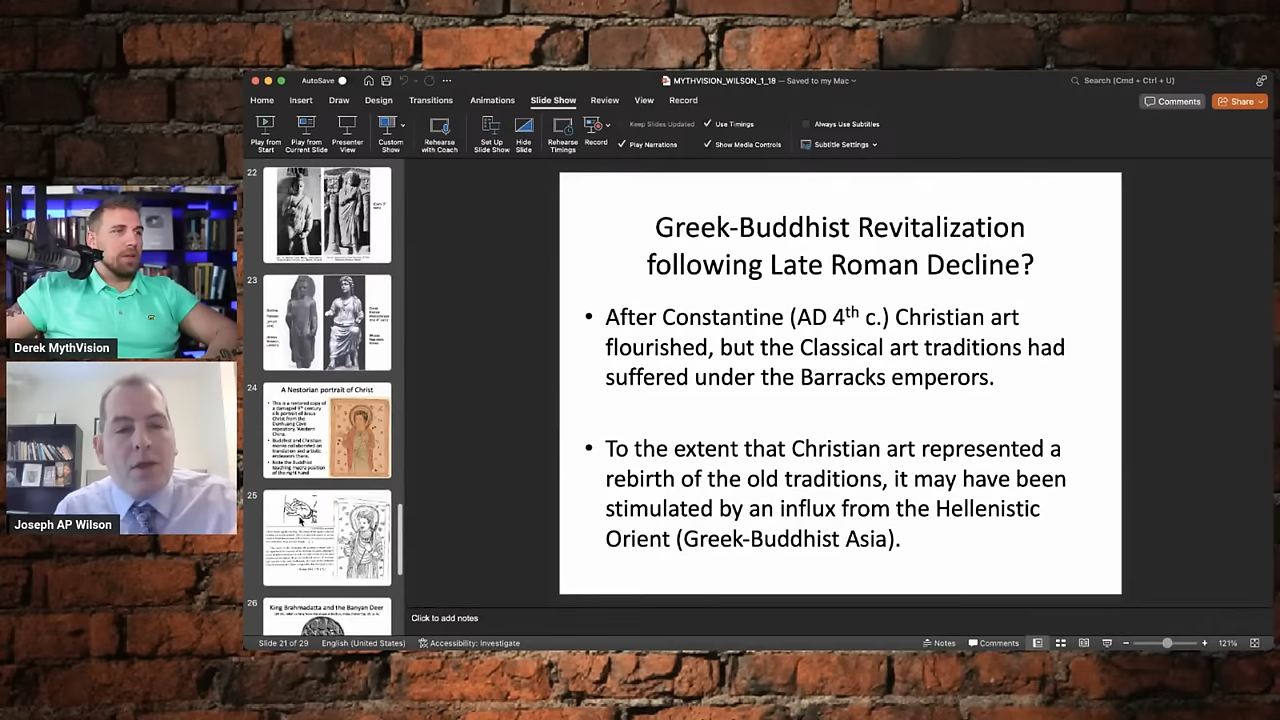 AutoSave
MYTHVISION_WILSON_1_18 — Saved to my Mac
Search (Cmd + Ctrl + U)
Home Insert Draw Design Transitions Animations Slide Show Review View Record
Comments Share
Play from Start
Play from Current Slide
Presenter View
Custom Show
Rehearse with Coach
Set Up Slide Show
Hide Slide
Rehearse Timings
Record
Keep Slides Updated
Use Timings
Always Use Subtitles
Play Narrations
Show Media Controls
Subtitle Settings
22
23
24
A Nestorian portrait of Christ
25
26
King Brahmadatta and the Banyan Deer
Greek-Buddhist Revitalization
following Late Roman Decline?
• After Constantine (AD 4th c.) Christian art
flourished, but the Classical art traditions had
suffered under the Barracks emperors.
• To the extent that Christian art represented a
rebirth of the old traditions, it may have been
stimulated by an influx from the Hellenistic
Orient (Greek-Buddhist Asia).
Derek MythVision
Joseph AP Wilson
Click to add notes
Slide 21 of 29 English (United States) Accessibility: Investigate
Notes Comments 121%